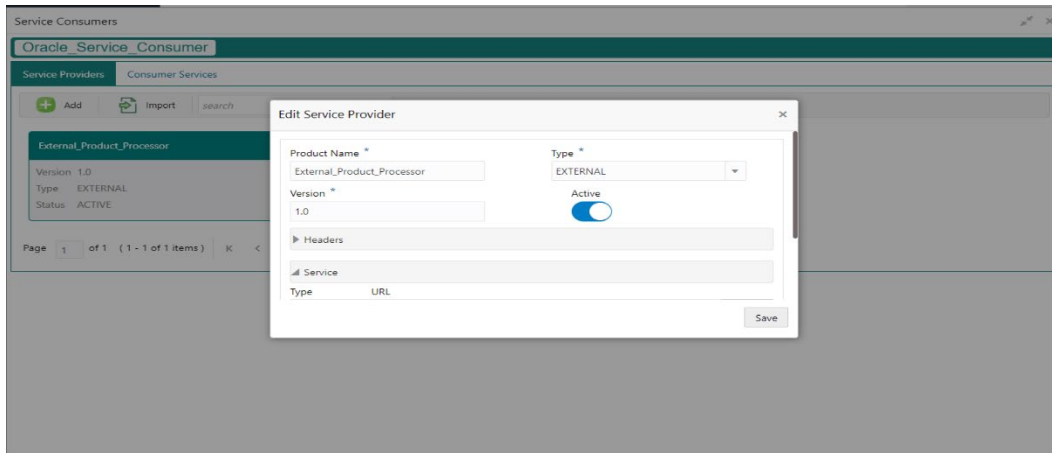 Service Consumers
Oracle_Service_Consumer
Service Providers Consumer Services
Add Import search
External_Product_Processor
Version 1.0
Type EXTERNAL
Status ACTIVE
Page 1 of 1 (1 - 1 of 1 items)
Edit Service Provider
Product Name * Type *
External_Product_Processor EXTERNAL
Version * Active
1.0
Headers
Service
Type URL
Save